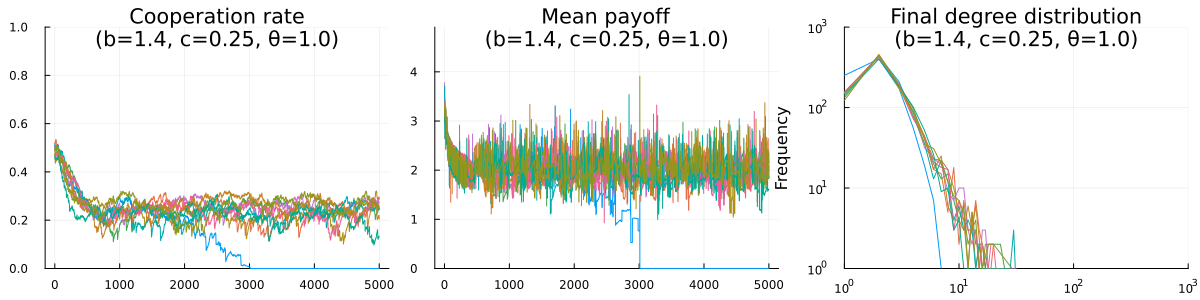 Cooperation rate
(b=1.4, c=0.25, θ=1.0)
1.0
0.8
0.6
0.4
0.2
0.0
0 1000 2000 3000 4000 5000
Mean payoff
(b=1.4, c=0.25, θ=1.0)
4
3
2
1
0
0 1000 2000 3000 4000 5000
Final degree distribution
(b=1.4, c=0.25, θ=1.0)
Frequency
10³
10²
10¹
10⁰
10⁰ 10¹ 10² 10³